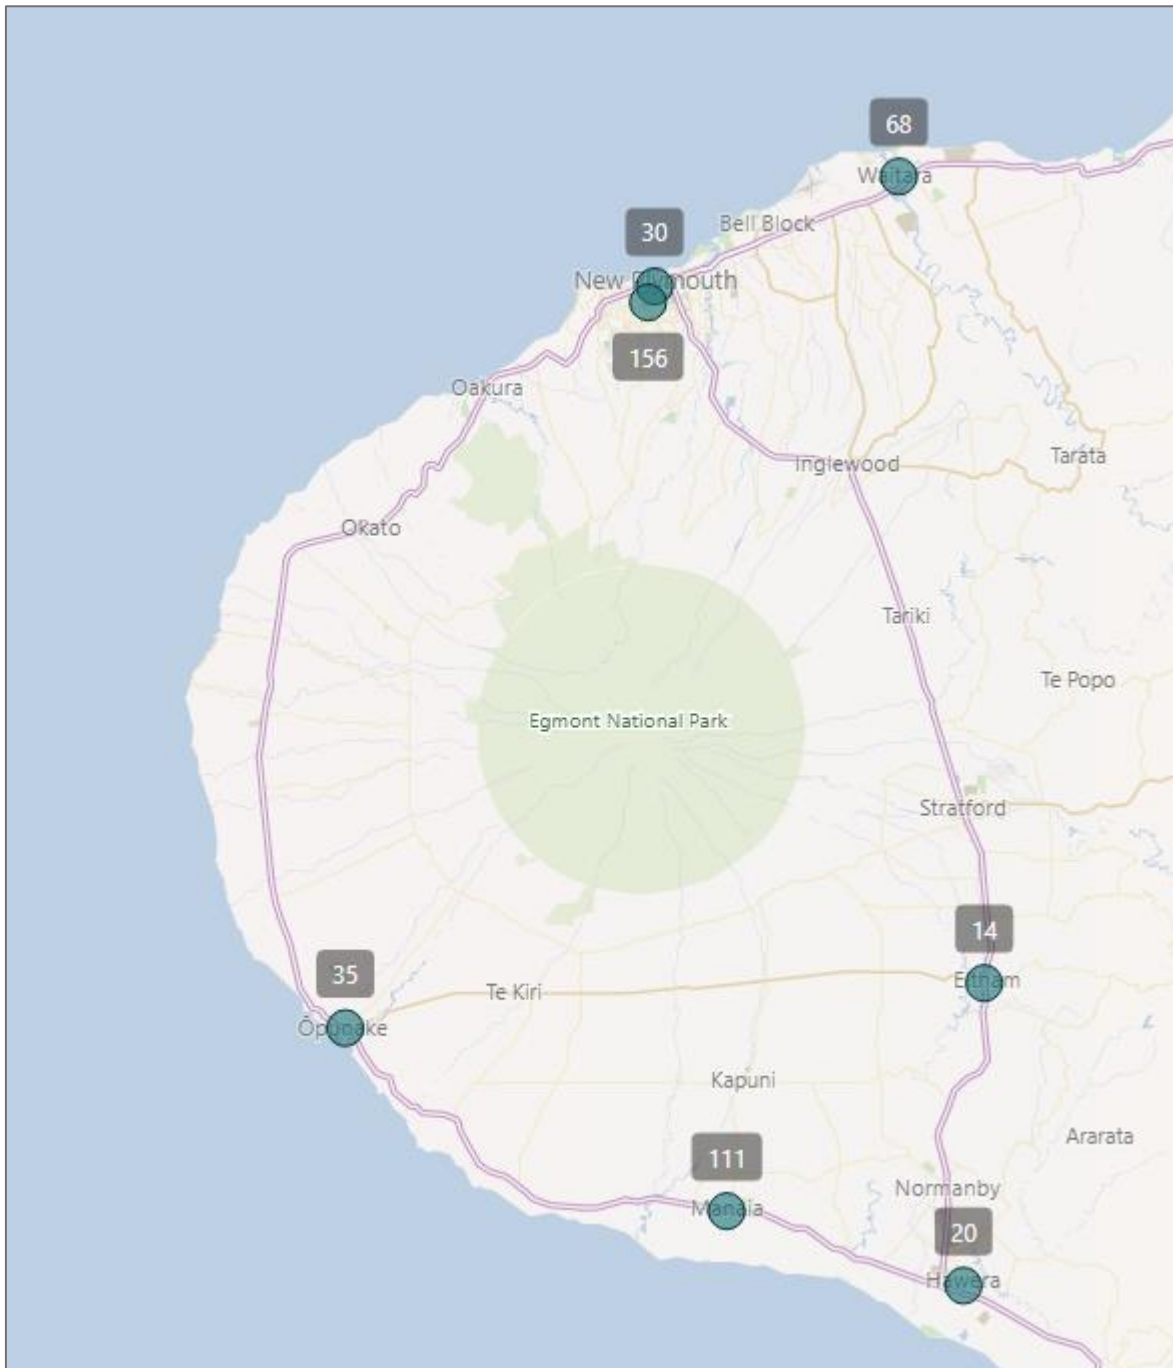 68
Waitara
Bell Block
30
New Plymouth
156
Oakura
Inglewood
Tarata
Okato
Tariki
Te Popo
Egmont National Park
Stratford
14
Eltham
35
Te Kiri
Ōpunake
Kapuni
Ararata
111
Manaia
Normanby
20
Hawera